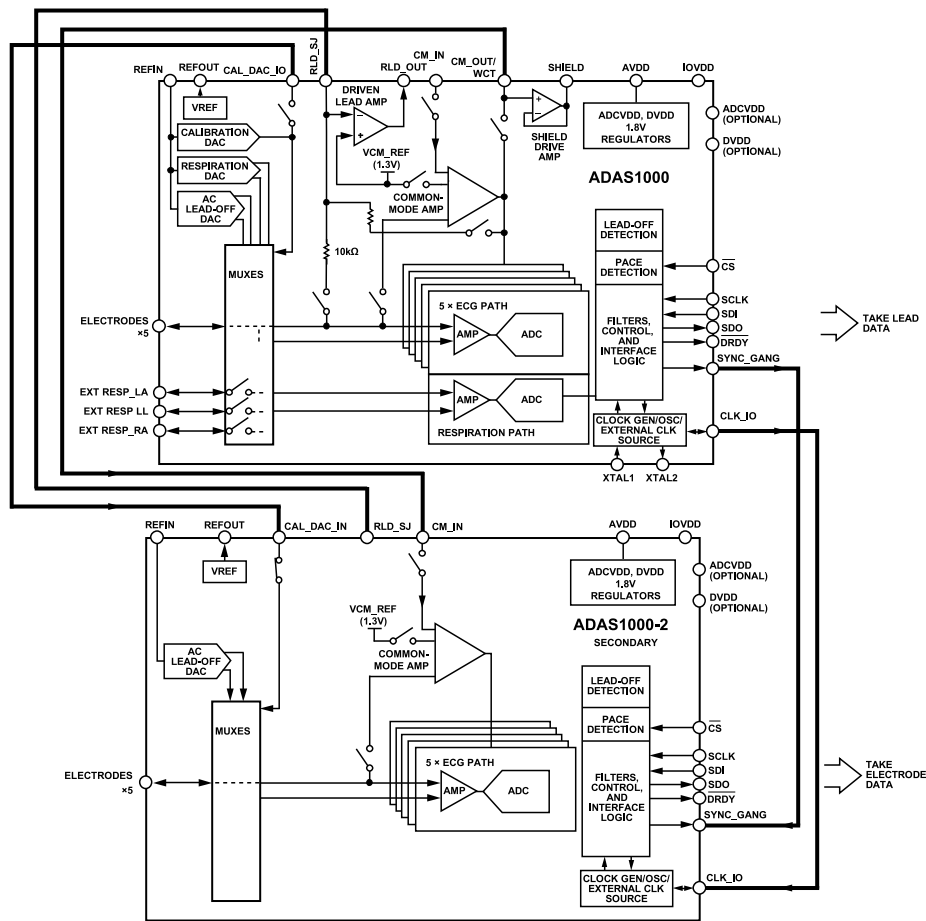 REFIN
REFOUT
CAL_DAC_IO
RLD_SJ
RLD_OUT
CM_IN
CM_OUT/
WCT
SHIELD
AVDD
IOVDD
VREF
DRIVEN
LEAD AMP
SHIELD
DRIVE
AMP
ADCVDD, DVDD
1.8V
REGULATORS
ADCVDD
(OPTIONAL)
DVDD
(OPTIONAL)
CALIBRATION
DAC
RESPIRATION
DAC
AC
LEAD-OFF
DAC
VCM_REF
(1.3V)
COMMON-
MODE AMP
ADAS1000
MUXES
10kΩ
LEAD-OFF
DETECTION
PACE
DETECTION
FILTERS,
CONTROL,
AND
INTERFACE
LOGIC
CS
SCLK
SDI
SDO
DRDY
SYNC_GANG
TAKE LEAD
DATA
ELECTRODES
×5
5 × ECG PATH
AMP
ADC
EXT RESP_LA
EXT RESP LL
EXT RESP_RA
AMP
ADC
RESPIRATION PATH
CLOCK GEN/OSC/
EXTERNAL CLK
SOURCE
CLK_IO
XTAL1
XTAL2
REFIN
REFOUT
CAL_DAC_IN
RLD_SJ
CM_IN
AVDD
IOVDD
VREF
ADCVDD, DVDD
1.8V
REGULATORS
ADCVDD
(OPTIONAL)
DVDD
(OPTIONAL)
VCM_REF
(1.3V)
COMMON-
MODE AMP
ADAS1000-2
SECONDARY
AC
LEAD-OFF
DAC
MUXES
LEAD-OFF
DETECTION
PACE
DETECTION
FILTERS,
CONTROL,
AND
INTERFACE
LOGIC
CS
SCLK
SDI
SDO
DRDY
SYNC_GANG
TAKE
ELECTRODE
DATA
ELECTRODES
×5
5 × ECG PATH
AMP
ADC
CLOCK GEN/OSC/
EXTERNAL CLK
SOURCE
CLK_IO